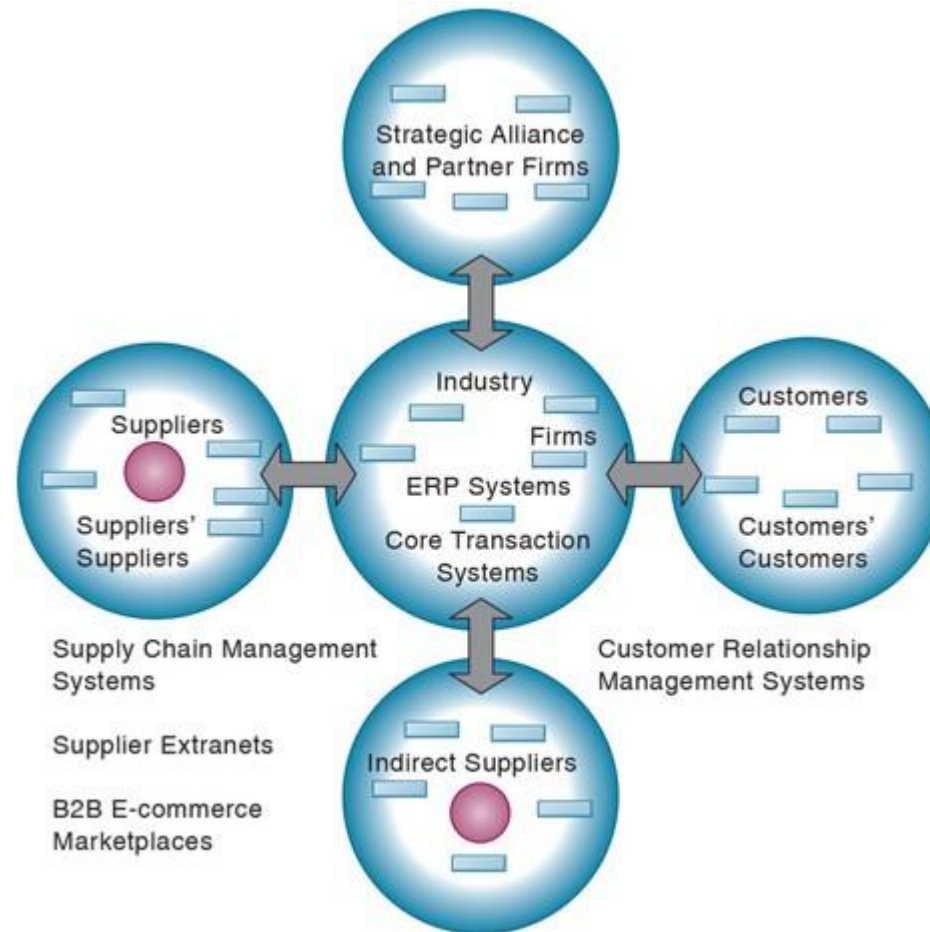 Strategic Alliance
and Partner Firms
Industry
Firms
ERP Systems
Core Transaction
Systems
Suppliers
Suppliers’
Suppliers
Customers
Customers’
Customers
Supply Chain Management
Systems
Supplier Extranets
B2B E-commerce
Marketplaces
Customer Relationship
Management Systems
Indirect Suppliers